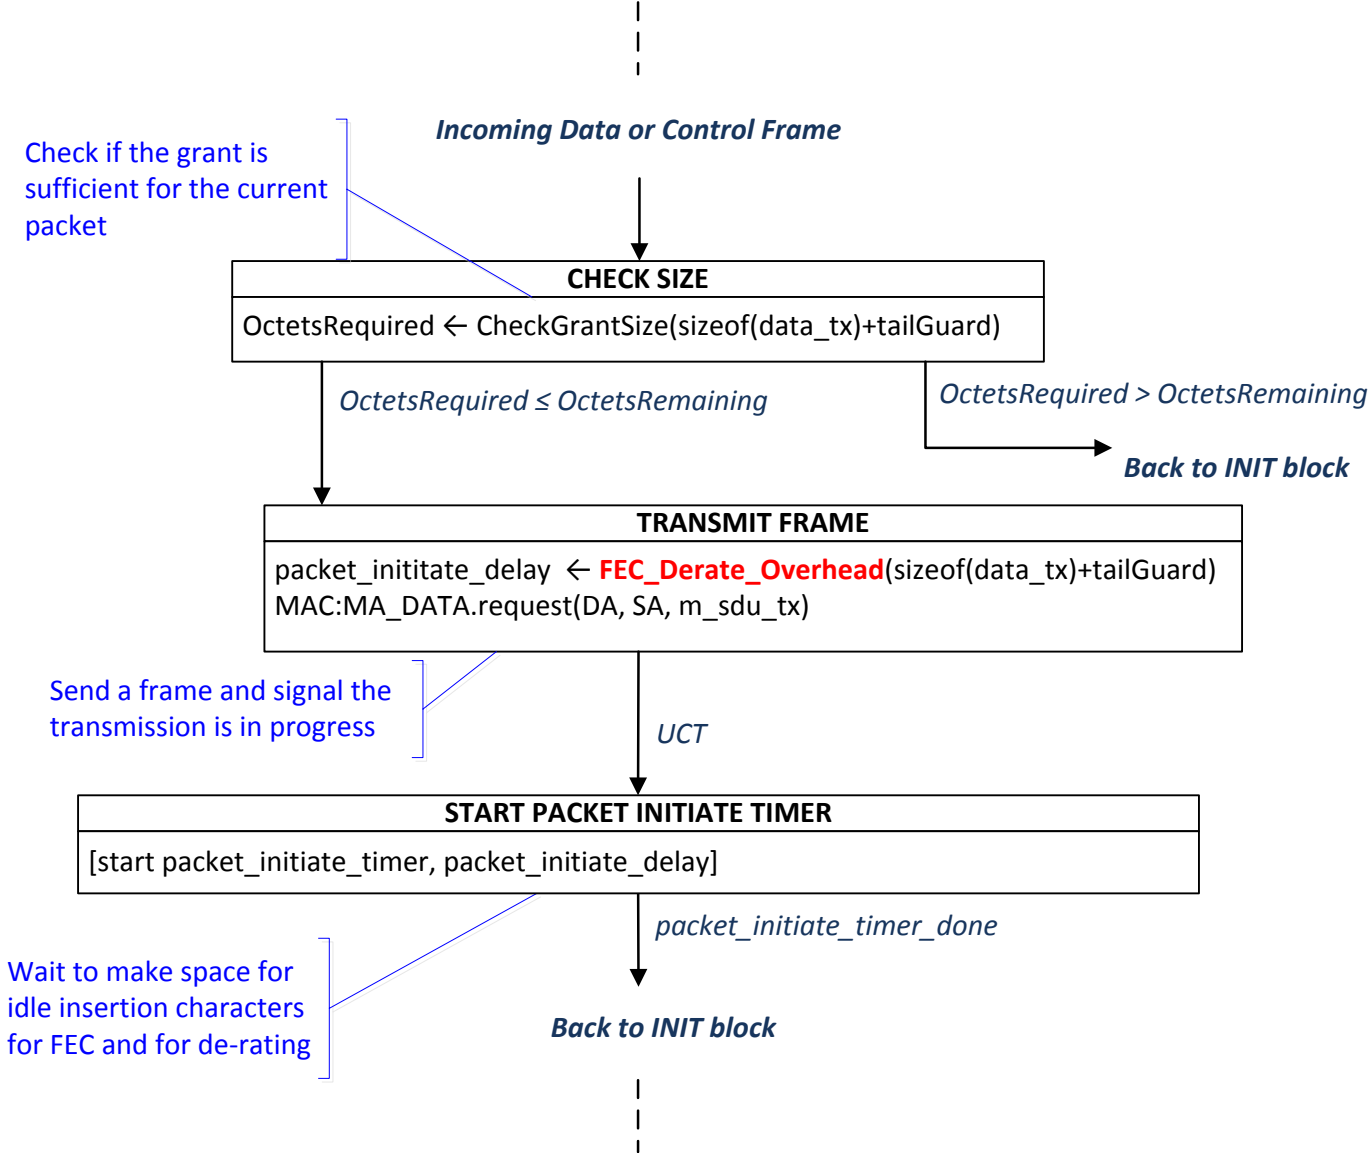 Incoming Data or Control Frame
Check if the grant is
sufficient for the current
packet
CHECK SIZE
OctetsRequired ← CheckGrantSize(sizeof(data_tx)+tailGuard)
OctetsRequired ≤ OctetsRemaining
OctetsRequired > OctetsRemaining
Back to INIT block
TRANSMIT FRAME
packet_inititate_delay ← FEC_Derate_Overhead(sizeof(data_tx)+tailGuard)
MAC:MA_DATA.request(DA, SA, m_sdu_tx)
Send a frame and signal the
transmission is in progress
UCT
START PACKET INITIATE TIMER
[start packet_initiate_timer, packet_initiate_delay]
packet_initiate_timer_done
Wait to make space for
idle insertion characters
for FEC and for de-rating
Back to INIT block